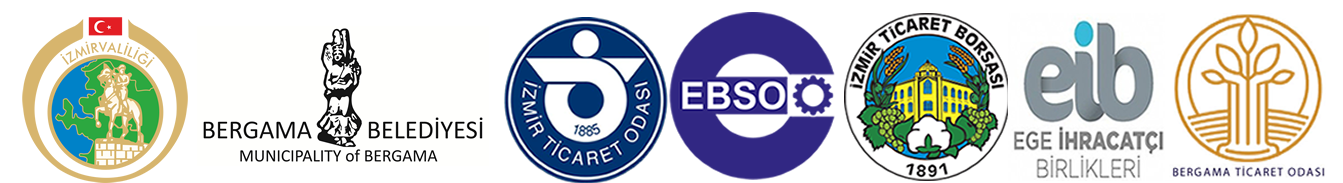 İZMİR VALİLİĞİ
BERGAMA BELEDİYESİ
MUNICIPALITY of BERGAMA
İZMİR TİCARET ODASI
1885
EBSO
İZMİR TİCARET BORSASI
1891
eib
EGE İHRACATÇI
BİRLİKLERİ
BERGAMA TİCARET ODASI